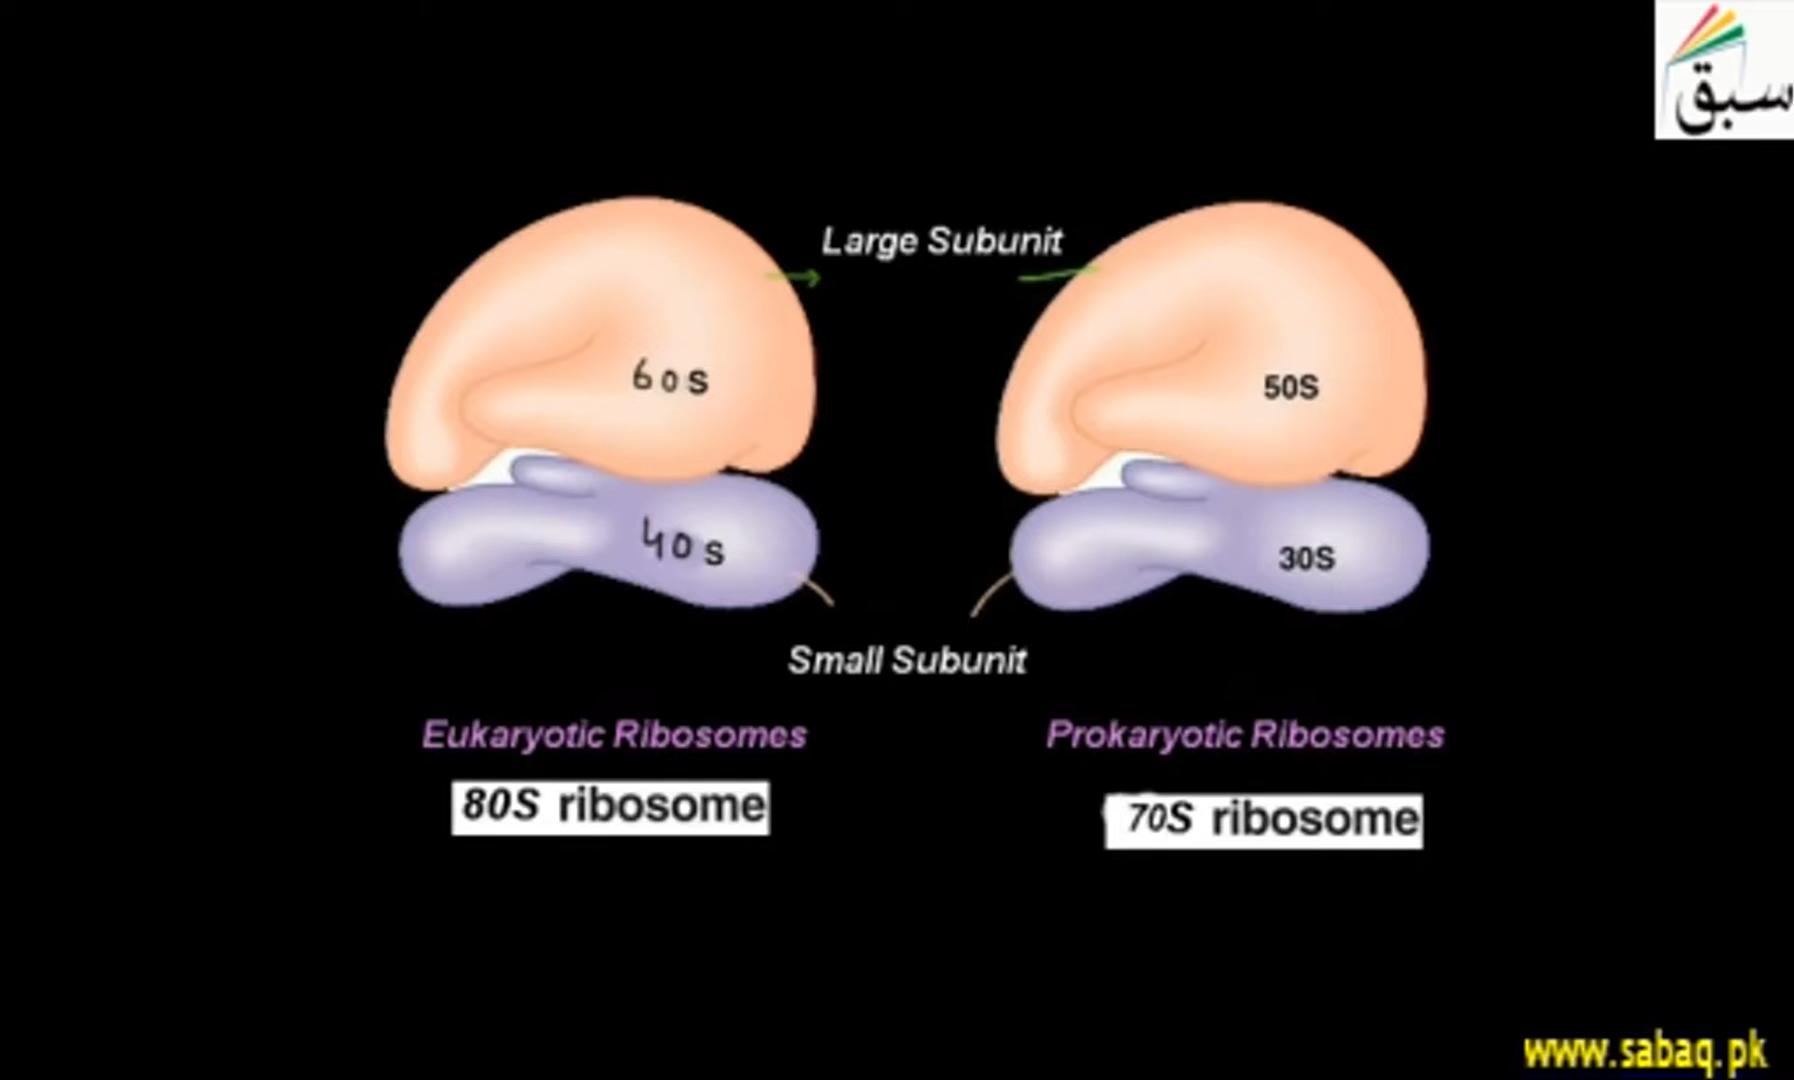 سبق
Large Subunit
60S
50S
40S
30S
Small Subunit
Eukaryotic Ribosomes
Prokaryotic Ribosomes
80S ribosome
70S ribosome
www.sabaq.pk